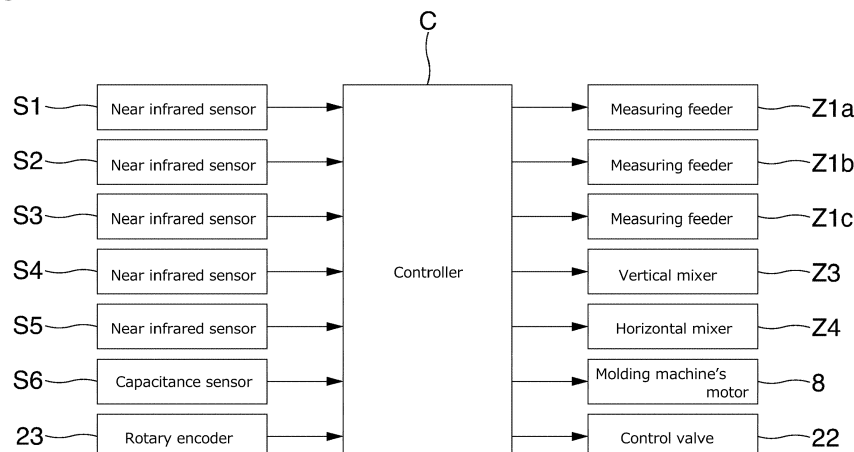 C
S1 Near infrared sensor Measuring feeder Z1a
S2 Near infrared sensor Measuring feeder Z1b
S3 Near infrared sensor Measuring feeder Z1c
S4 Near infrared sensor Controller Vertical mixer Z3
S5 Near infrared sensor Horizontal mixer Z4
S6 Capacitance sensor Molding machine's motor 8
23 Rotary encoder Control valve 22